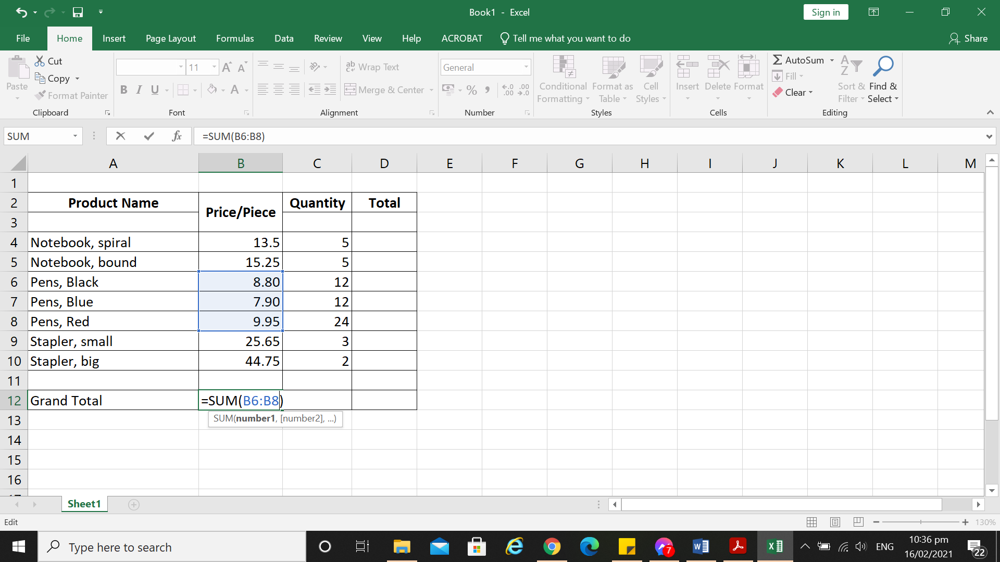 Book1 - Excel
Sign in
File Home Insert Page Layout Formulas Data Review View Help ACROBAT Tell me what you want to do Share
Paste
Cut
Copy
Format Painter
Clipboard
11
A A
B I U A
Font
ab Wrap Text
Merge & Center
Alignment
General
% , .00 .00
Number
Conditional Formatting
Format as Table
Cell Styles
Styles
Insert Delete Format
Cells
AutoSum
Fill
Clear
Sort & Filter
Find & Select
Editing
SUM fx =SUM(B6:B8)
A B C D E F G H I J K L M
1
2 Product Name Price/Piece Quantity Total
3
4 Notebook, spiral 13.5 5
5 Notebook, bound 15.25 5
6 Pens, Black 8.80 12
7 Pens, Blue 7.90 12
8 Pens, Red 9.95 24
9 Stapler, small 25.65 3
10 Stapler, big 44.75 2
11
12 Grand Total =SUM(B6:B8)
SUM(number1, [number2], ...)
13
14
15
16
Sheet1
Edit 130%
Type here to search
7
ENG
10:36 pm
16/02/2021
22